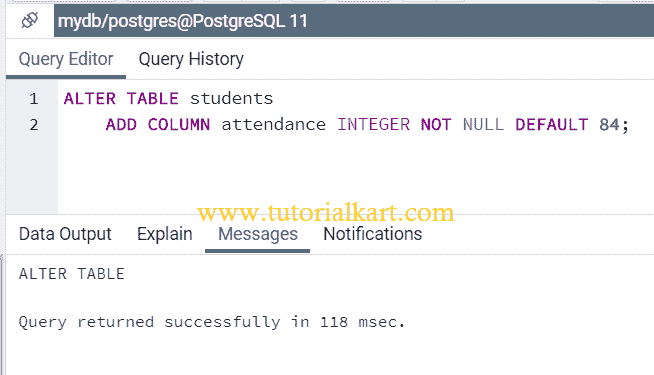 mydb/postgres@PostgreSQL 11
Query Editor Query History
1 ALTER TABLE students
2 ADD COLUMN attendance INTEGER NOT NULL DEFAULT 84;
www.tutorialkart.com
Data Output Explain Messages Notifications
ALTER TABLE
Query returned successfully in 118 msec.